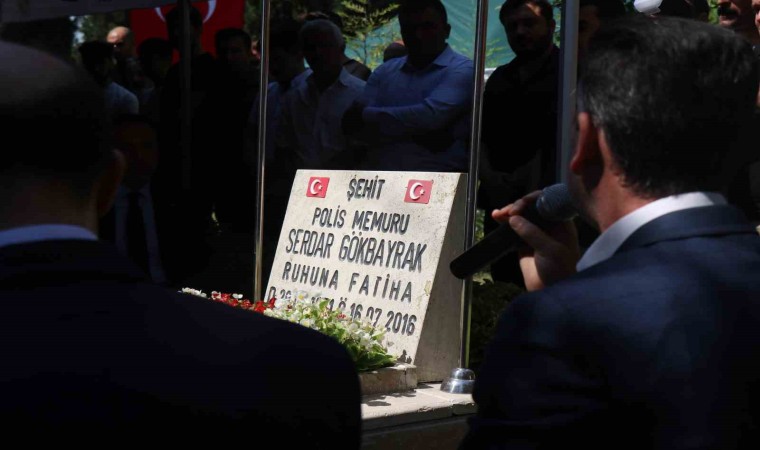 ŞEHİT
POLİS MEMURU
SERDAR GÖKBAYRAK
RUHUNA FATİHA
Ö 16.07.2016